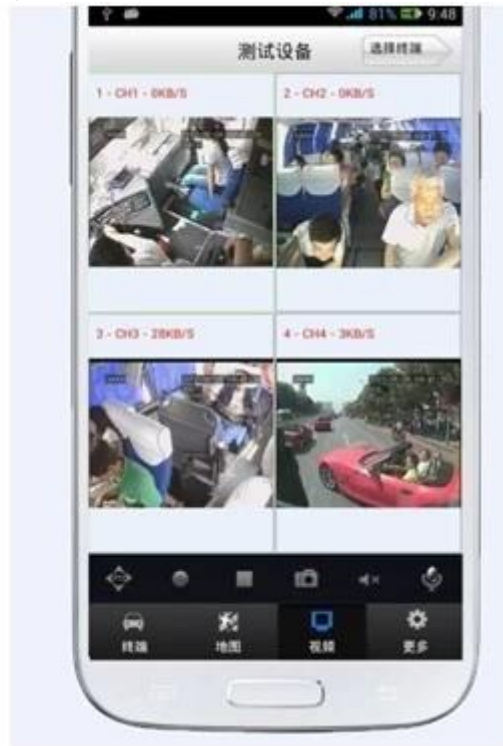 81% 9:48
测试设备 选择终端
1 - CH1 - 0KB/S 2 - CH2 - 0KB/S
3 - CH3 - 28KB/S 4 - CH4 - 3KB/S
终端 地图 视频 更多